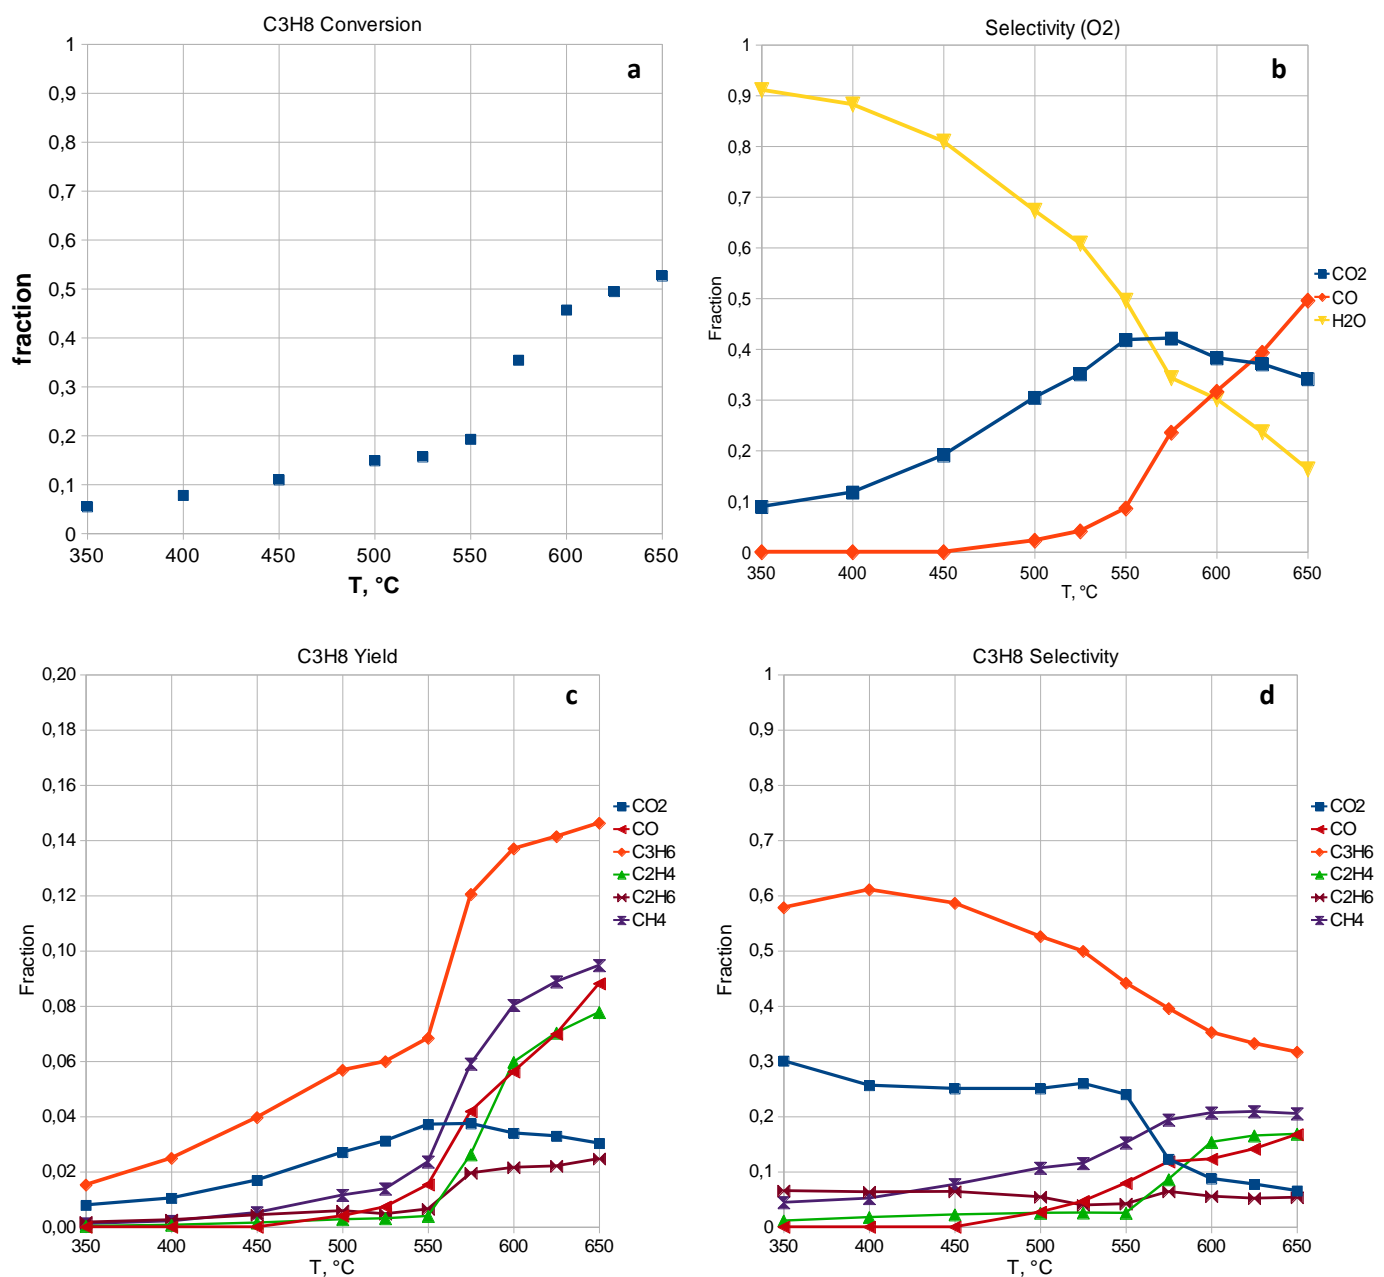 C3H8 Conversion
a
1
0,9
0,8
0,7
0,6
0,5
0,4
0,3
0,2
0,1
0
fraction
350 400 450 500 550 600 650
T, °C
Selectivity (O2)
b
1
0,9
0,8
0,7
0,6
0,5
0,4
0,3
0,2
0,1
0
Fraction
350 400 450 500 550 600 650
T, °C
CO2
CO
H2O
C3H8 Yield
c
0,20
0,18
0,16
0,14
0,12
0,10
0,08
0,06
0,04
0,02
0,00
Fraction
350 400 450 500 550 600 650
T, °C
CO2
CO
C3H6
C2H4
C2H6
CH4
C3H8 Selectivity
d
1
0,9
0,8
0,7
0,6
0,5
0,4
0,3
0,2
0,1
0
Fraction
350 400 450 500 550 600 650
T, °C
CO2
CO
C3H6
C2H4
C2H6
CH4